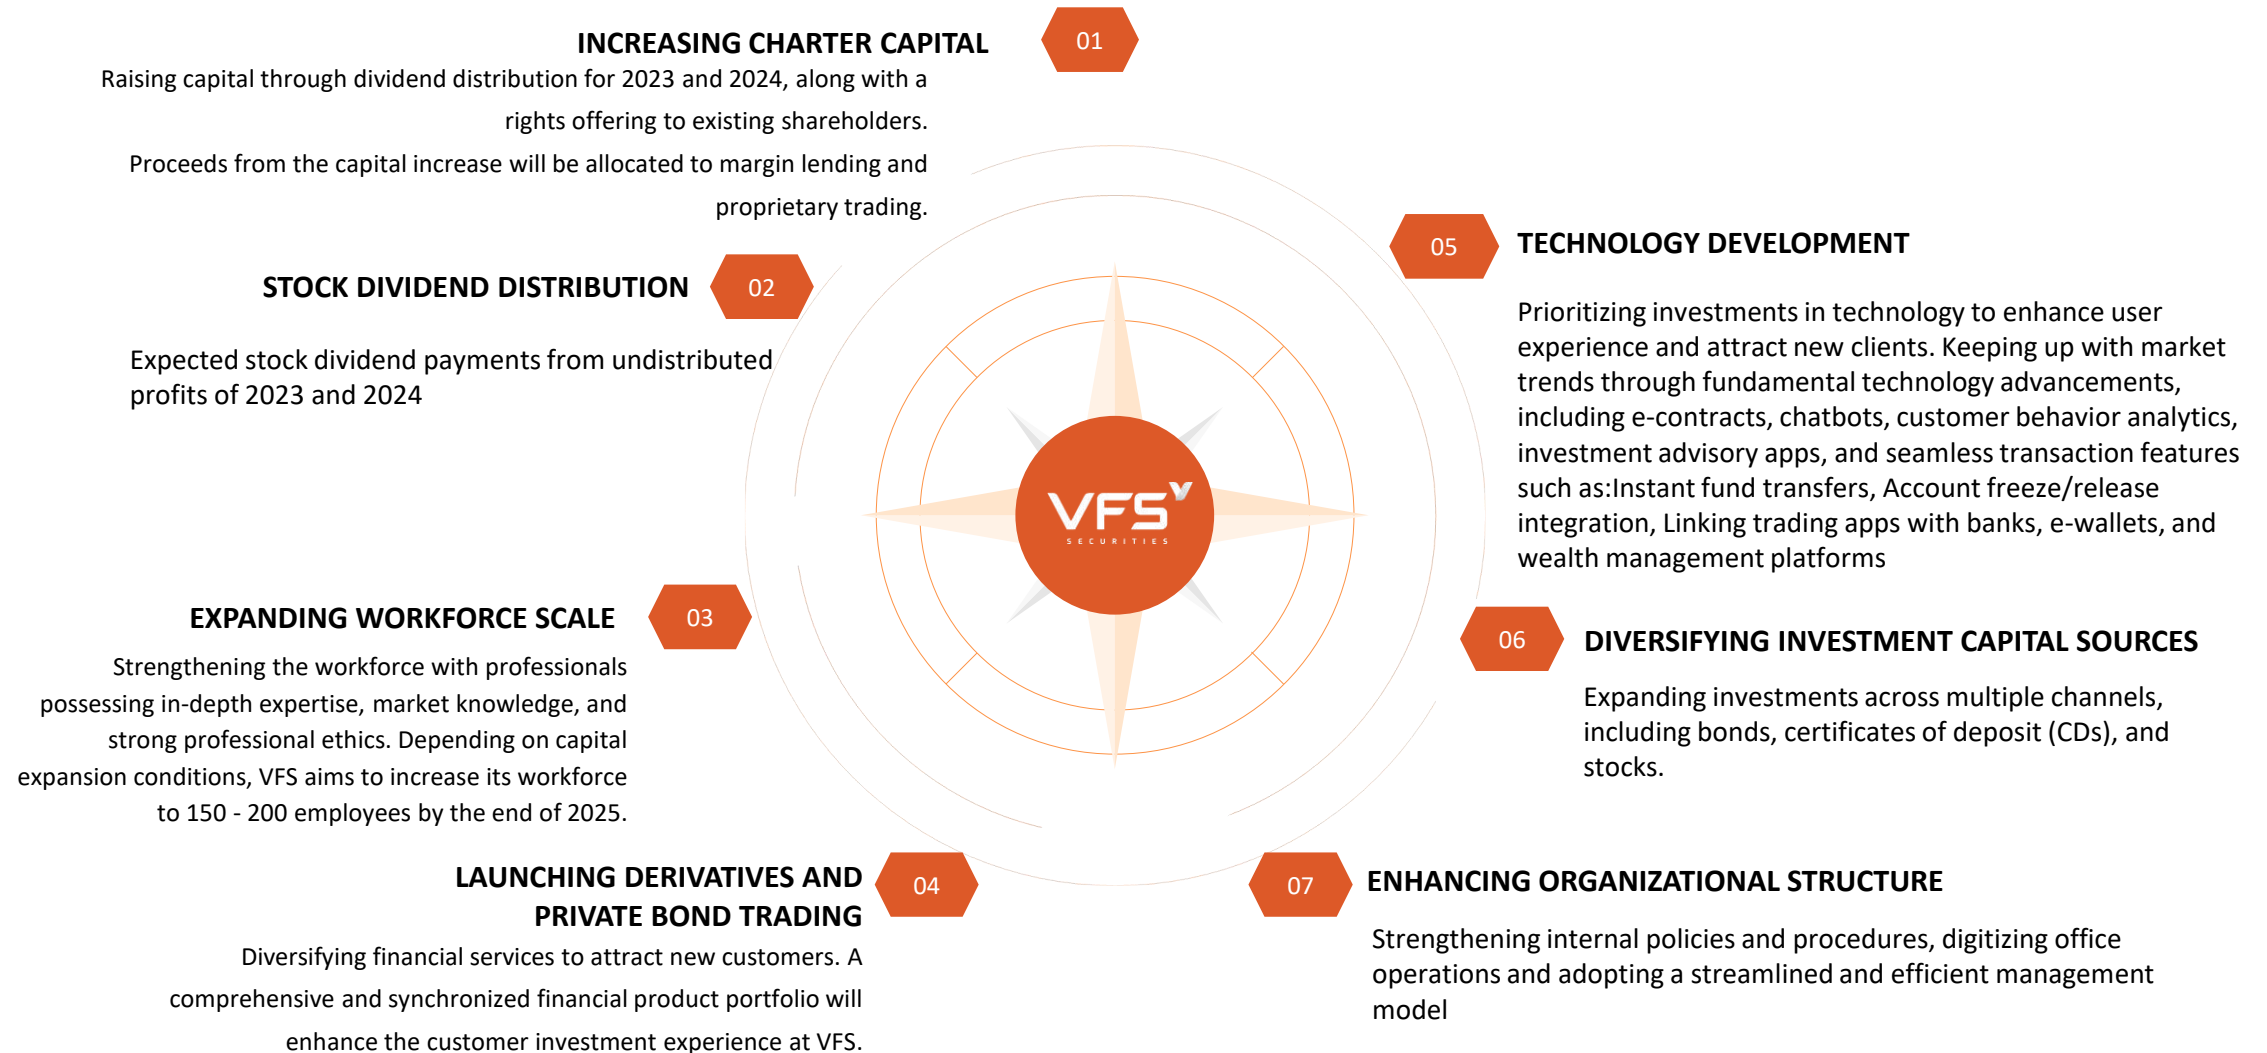 INCREASING CHARTER CAPITAL
01
Raising capital through dividend distribution for 2023 and 2024, along with a
rights offering to existing shareholders.
Proceeds from the capital increase will be allocated to margin lending and
proprietary trading.
STOCK DIVIDEND DISTRIBUTION
02
Expected stock dividend payments from undistributed
profits of 2023 and 2024
EXPANDING WORKFORCE SCALE
03
Strengthening the workforce with professionals
possessing in-depth expertise, market knowledge, and
strong professional ethics. Depending on capital
expansion conditions, VFS aims to increase its workforce
to 150 - 200 employees by the end of 2025.
LAUNCHING DERIVATIVES AND
PRIVATE BOND TRADING
04
Diversifying financial services to attract new customers. A
comprehensive and synchronized financial product portfolio will
enhance the customer investment experience at VFS.
VFS
SECURITIES
05
TECHNOLOGY DEVELOPMENT
Prioritizing investments in technology to enhance user
experience and attract new clients. Keeping up with market
trends through fundamental technology advancements,
including e-contracts, chatbots, customer behavior analytics,
investment advisory apps, and seamless transaction features
such as:Instant fund transfers, Account freeze/release
integration, Linking trading apps with banks, e-wallets, and
wealth management platforms
06
DIVERSIFYING INVESTMENT CAPITAL SOURCES
Expanding investments across multiple channels,
including bonds, certificates of deposit (CDs), and
stocks.
07
ENHANCING ORGANIZATIONAL STRUCTURE
Strengthening internal policies and procedures, digitizing office
operations and adopting a streamlined and efficient management
model